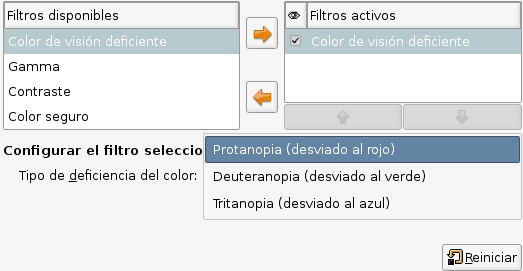 Filtros disponibles
Filtros activos
Color de visión deficiente
Color de visión deficiente
Gamma
Contraste
Color seguro
Configurar el filtro seleccio
Protanopia (desviado al rojo)
Tipo de deficiencia del color:
Deuteranopia (desviado al verde)
Tritanopia (desviado al azul)
Reiniciar